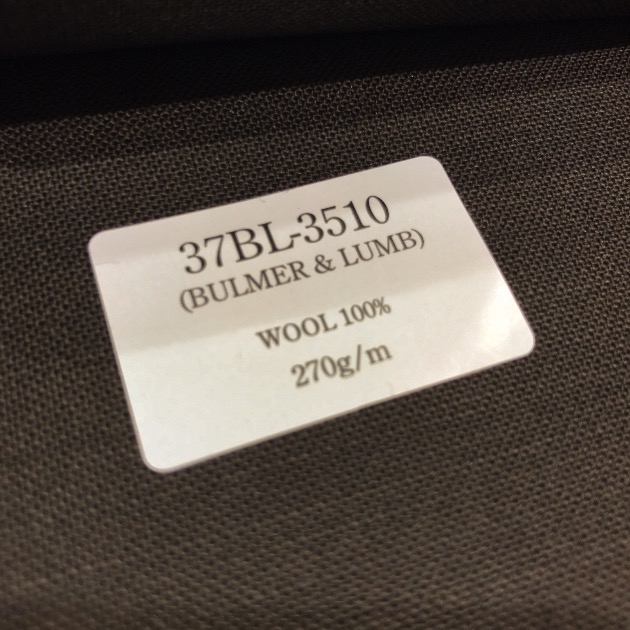 37BL-3510
(BULMER & LUMB)
WOOL 100%
270g/m